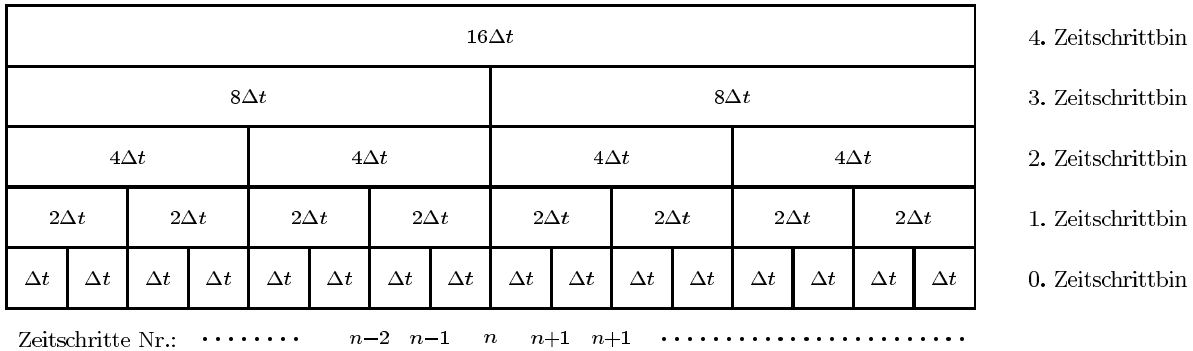 16Δt 4. Zeitschrittbin
8Δt 8Δt 3. Zeitschrittbin
4Δt 4Δt 4Δt 4Δt 2. Zeitschrittbin
2Δt 2Δt 2Δt 2Δt 2Δt 2Δt 2Δt 2Δt 1. Zeitschrittbin
Δt Δt Δt Δt Δt Δt Δt Δt Δt Δt Δt Δt Δt Δt Δt Δt 0. Zeitschrittbin
Zeitschritte Nr.: ........ n−2 n−1 n n+1 n+1 ..........................